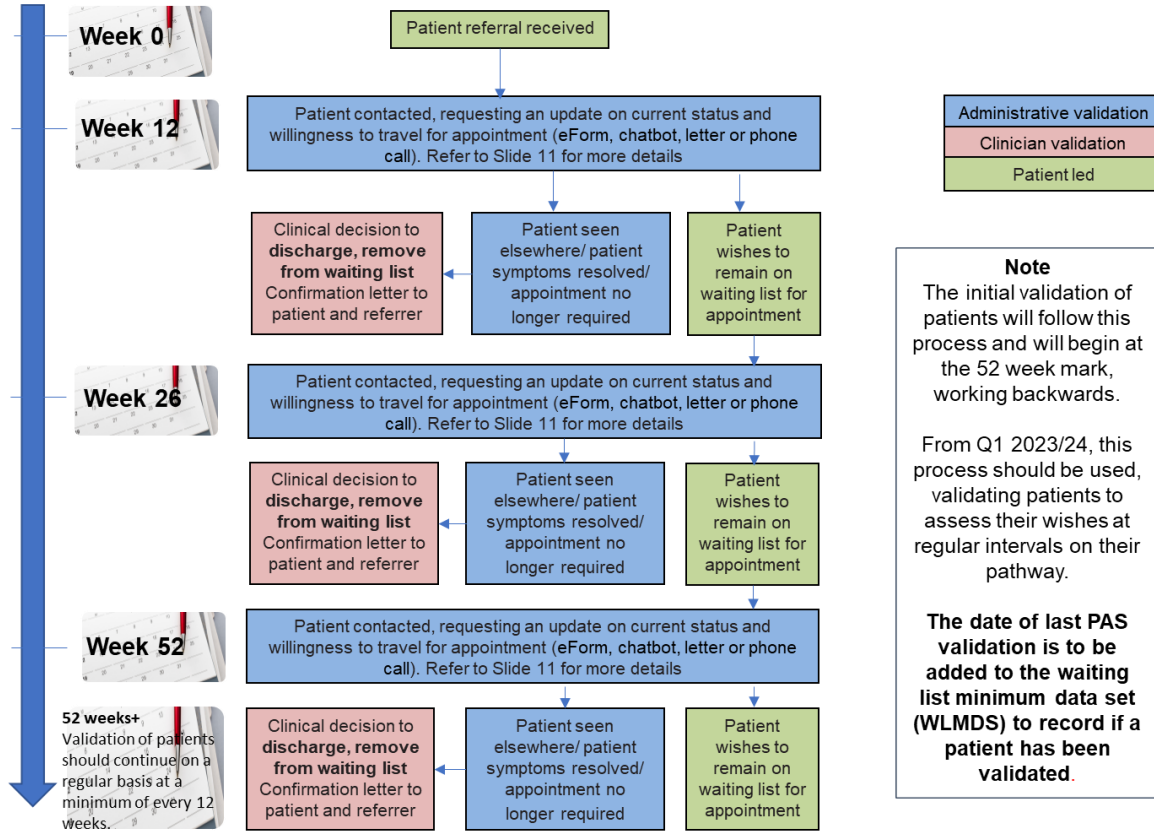 Week 0
Patient referral received
Week 12
Patient contacted, requesting an update on current status and
willingness to travel for appointment (eForm, chatbot, letter or phone
call). Refer to Slide 11 for more details
Administrative validation
Clinician validation
Patient led
Clinical decision to
discharge, remove
from waiting list
Confirmation letter to
patient and referrer
Patient seen
elsewhere/ patient
symptoms resolved/
appointment no
longer required
Patient
wishes to
remain on
waiting list for
appointment
Week 26
Patient contacted, requesting an update on current status and
willingness to travel for appointment (eForm, chatbot, letter or phone
call). Refer to Slide 11 for more details
Clinical decision to
discharge, remove
from waiting list
Confirmation letter to
patient and referrer
Patient seen
elsewhere/ patient
symptoms resolved/
appointment no
longer required
Patient
wishes to
remain on
waiting list for
appointment
Week 52
Patient contacted, requesting an update on current status and
willingness to travel for appointment (eForm, chatbot, letter or phone
call). Refer to Slide 11 for more details
52 weeks+
Validation of patients
should continue on a
regular basis at a
minimum of every 12
weeks.
Clinical decision to
discharge, remove
from waiting list
Confirmation letter to
patient and referrer
Patient seen
elsewhere/ patient
symptoms resolved/
appointment no
longer required
Patient
wishes to
remain on
waiting list for
appointment
Note
The initial validation of
patients will follow this
process and will begin at
the 52 week mark,
working backwards.
From Q1 2023/24, this
process should be used,
validating patients to
assess their wishes at
regular intervals on their
pathway.
The date of last PAS
validation is to be
added to the waiting
list minimum data set
(WLMDS) to record if a
patient has been
validated.